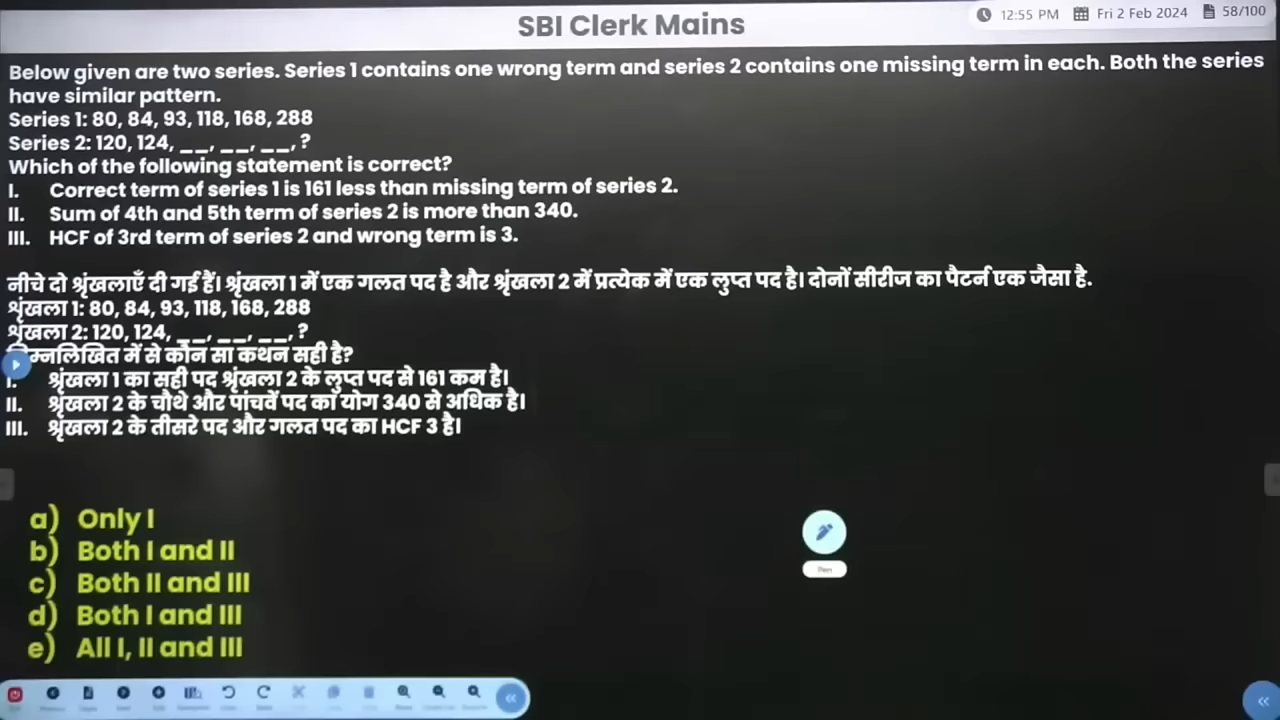 SBI Clerk Mains
12:55 PM Fri 2 Feb 2024 58/100
Below given are two series. Series 1 contains one wrong term and series 2 contains one missing term in each. Both the series
have similar pattern.
Series 1: 80, 84, 93, 118, 168, 288
Series 2: 120, 124, __, __, __, ?
Which of the following statement is correct?
I. Correct term of series 1 is 161 less than missing term of series 2.
II. Sum of 4th and 5th term of series 2 is more than 340.
III. HCF of 3rd term of series 2 and wrong term is 3.
नीचे दो श्रृंखलाएँ दी गई हैं। श्रृंखला 1 में एक गलत पद है और श्रृंखला 2 में प्रत्येक में एक लुप्त पद है। दोनों सीरीज का पैटर्न एक जैसा है.
श्रृंखला 1: 80, 84, 93, 118, 168, 288
श्रृंखला 2: 120, 124, __, __, __, ?
में से कौन सा कथन सही है?
I. श्रृंखला 1 का सही पद श्रृंखला 2 के लुप्त पद से 161 कम है।
II. श्रृंखला 2 के चौथे और पांचवें पद का योग 340 से अधिक है।
III. श्रृंखला 2 के तीसरे पद और गलत पद का HCF 3 है।
a) Only I
b) Both I and II
c) Both II and III
d) Both I and III
e) All I, II and III
Pen